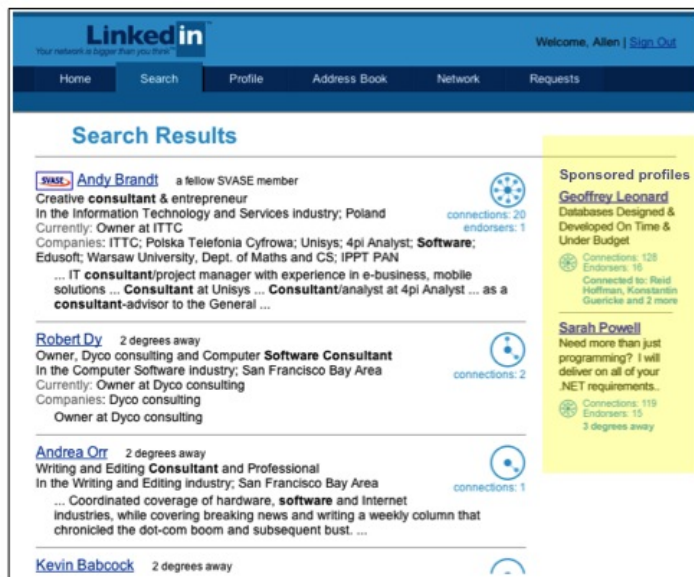 Linkedin™
Your network is bigger than you think™
Welcome, Allen | Sign Out
Home Search Profile Address Book Network Requests
Search Results
SVASE Andy Brandt a fellow SVASE member
Creative consultant & entrepreneur
In the Information Technology and Services industry; Poland
Currently: Owner at ITTC
Companies: ITTC; Polska Telefonia Cyfrowa; Unisys; 4pi Analyst; Software;
Edusoft; Warsaw University, Dept. of Maths and CS; IPPT PAN
... IT consultant/project manager with experience in e-business, mobile
solutions ... Consultant at Unisys ... Consultant/analyst at 4pi Analyst ... as a
consultant-advisor to the General ...
connections: 20
endorsers: 1
Robert Dy 2 degrees away
Owner, Dyco consulting and Computer Software Consultant
In the Computer Software industry; San Francisco Bay Area
Currently: Owner at Dyco consulting
Companies: Dyco consulting
Owner at Dyco consulting
connections: 2
Andrea Orr 2 degrees away
Writing and Editing Consultant and Professional
In the Writing and Editing industry; San Francisco Bay Area
... Coordinated coverage of hardware, software and Internet
industries, while covering breaking news and writing a weekly column that
chronicled the dot-com boom and subsequent bust. ...
connections: 1
Kevin Babcock 2 degrees away
Sponsored profiles
Geoffrey Leonard
Databases Designed &
Developed On Time &
Under Budget
Connections: 128
Endorsers: 16
Connected to: Reid
Hoffman, Konstantin
Guericke and 2 more
Sarah Powell
Need more than just
programming? I will
deliver on all of your
.NET requirements..
Connections: 119
Endorsers: 15
3 degrees away